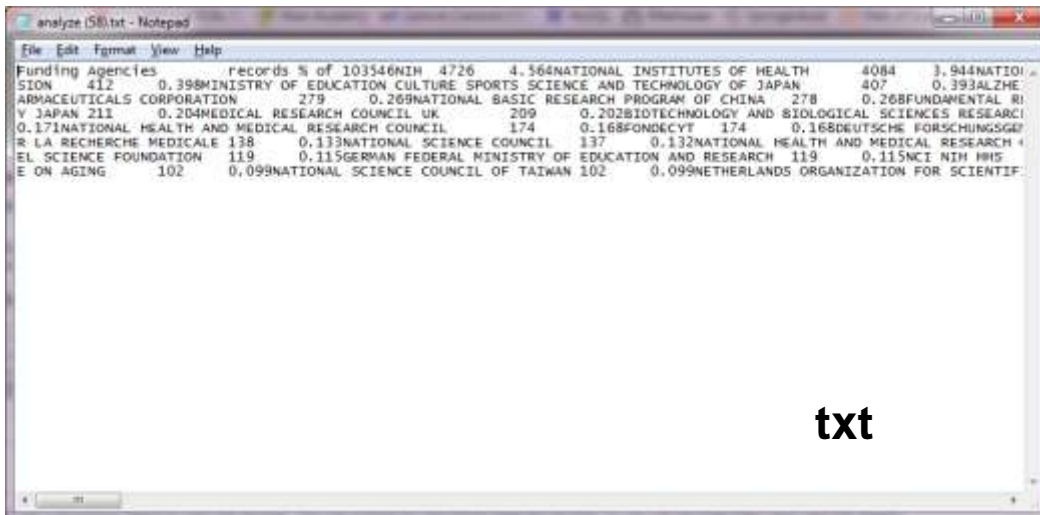 analyze (58).txt - Notepad
File Edit Format View Help
Funding Agencies records % of 103546NIH 4726 4.564NATIONAL INSTITUTES OF HEALTH 4084 3.944NATIO
SION 412 0.398MINISTRY OF EDUCATION CULTURE SPORTS SCIENCE AND TECHNOLOGY OF JAPAN 407 0.393ALZHE
ARMACEUTICALS CORPORATION 279 0.269NATIONAL BASIC RESEARCH PROGRAM OF CHINA 278 0.268FUNDAMENTAL R
Y JAPAN 211 0.204MEDICAL RESEARCH COUNCIL UK 209 0.202BIOTECHNOLOGY AND BIOLOGICAL SCIENCES RESEARC
0.171NATIONAL HEALTH AND MEDICAL RESEARCH COUNCIL 174 0.168FONDECYT 174 0.168DEUTSCHE FORSCHUNGSGE
R LA RECHERCHE MEDICALE 138 0.133NATIONAL SCIENCE COUNCIL 137 0.132NATIONAL HEALTH AND MEDICAL RESEARCH
EL SCIENCE FOUNDATION 119 0.115GERMAN FEDERAL MINISTRY OF EDUCATION AND RESEARCH 119 0.115NCI NIH HHS
E ON AGING 102 0.099NATIONAL SCIENCE COUNCIL OF TAIWAN 102 0.099NETHERLANDS ORGANIZATION FOR SCIENTIF
txt